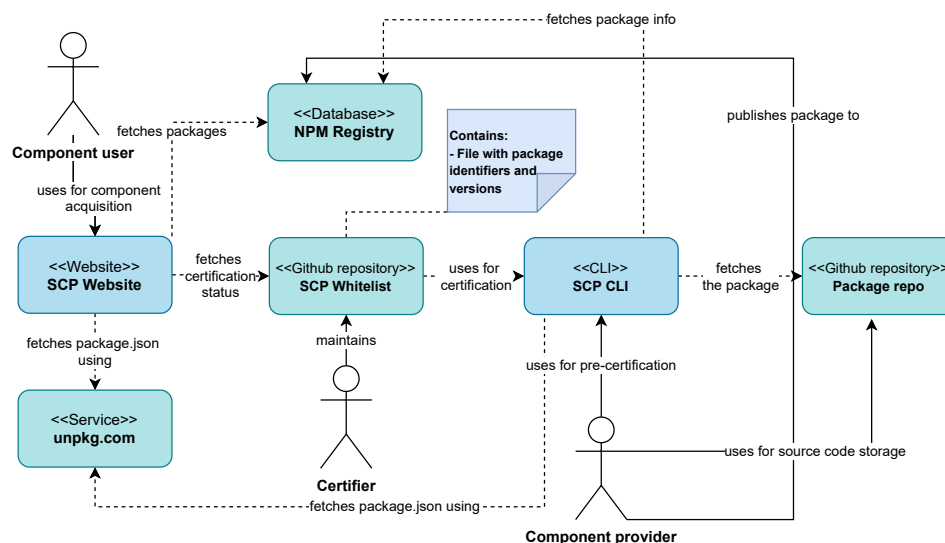 fetches package info
<<Database>>
NPM Registry
publishes package to
fetches packages
Contains:
- File with package
identifiers and
versions
Component user
uses for component
acquisition
<<Website>>
SCP Website
fetches
certification
status
<<Github repository>>
SCP Whitelist
uses for
certification
<<CLI>>
SCP CLI
fetches
the package
<<Github repository>>
Package repo
fetches package.json
using
maintains
uses for pre-certification
<<Service>>
unpkg.com
uses for source code storage
Certifier
fetches package.json using
Component provider